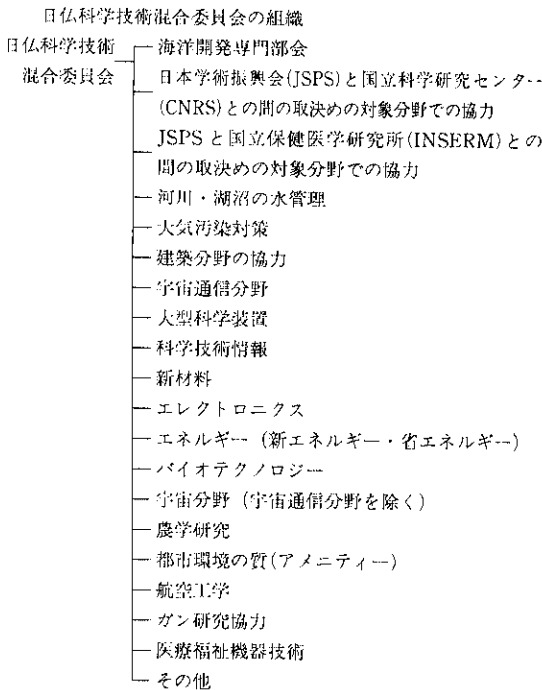 日仏科学技術混合委員会の組織
日仏科学技術
混合委員会
海洋開発専門部会
日本学術振興会(JSPS)と国立科学研究センター
(CNRS)との間の取決めの対象分野での協力
JSPSと国立保健医学研究所(INSERM)との
間の取決めの対象分野での協力
河川・湖沼の水管理
大気汚染対策
建築分野の協力
宇宙通信分野
大型科学装置
科学技術情報
新材料
エレクトロニクス
エネルギー(新エネルギー・省エネルギー)
バイオテクノロジー
宇宙分野(宇宙通信分野を除く)
農学研究
都市環境の質(アメニティー)
航空工学
ガン研究協力
医療福祉機器技術
その他